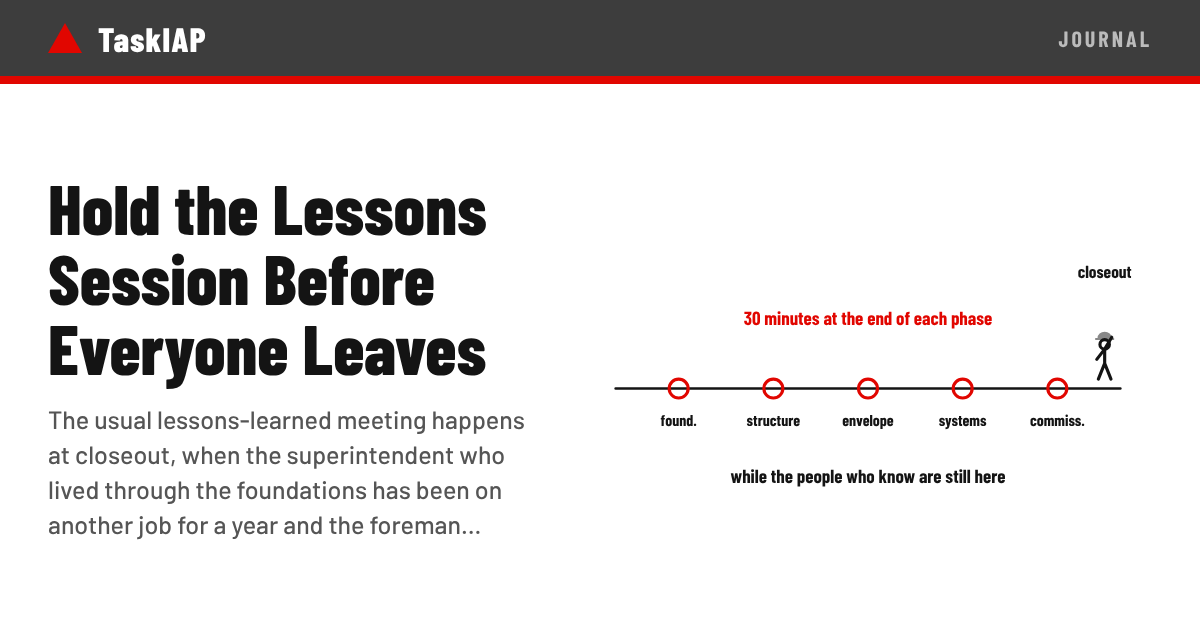 TaskIAP
JOURNAL
Hold the Lessons
Session Before
Everyone Leaves
The usual lessons-learned meeting happens
at closeout, when the superintendent who
lived through the foundations has been on
another job for a year and the foreman...
closeout
30 minutes at the end of each phase
found.
structure
envelope
systems
commiss.
while the people who know are still here